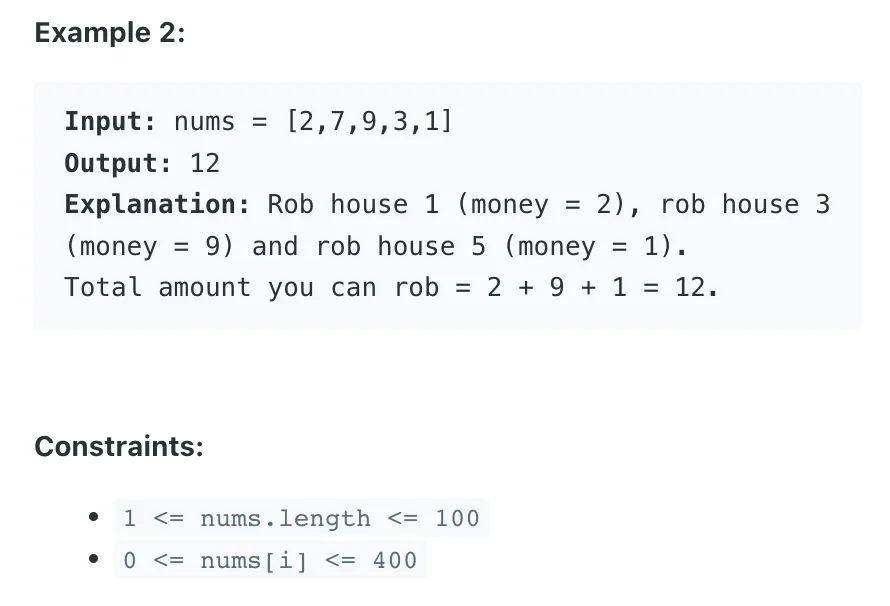 Example 2:
Input: nums = [2,7,9,3,1]
Output: 12
Explanation: Rob house 1 (money = 2), rob house 3
(money = 9) and rob house 5 (money = 1).
Total amount you can rob = 2 + 9 + 1 = 12.
Constraints:
• 1 <= nums.length <= 100
• 0 <= nums[i] <= 400